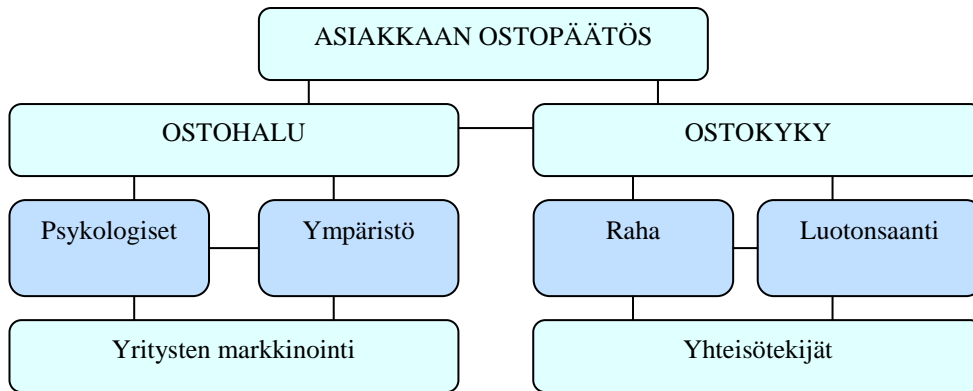 ASIAKKAAN OSTOPÄÄTÖS
OSTOHALU
OSTOKYKY
Psykologiset
Ympäristö
Raha
Luotonsaanti
Yritysten markkinointi
Yhteisötekijät